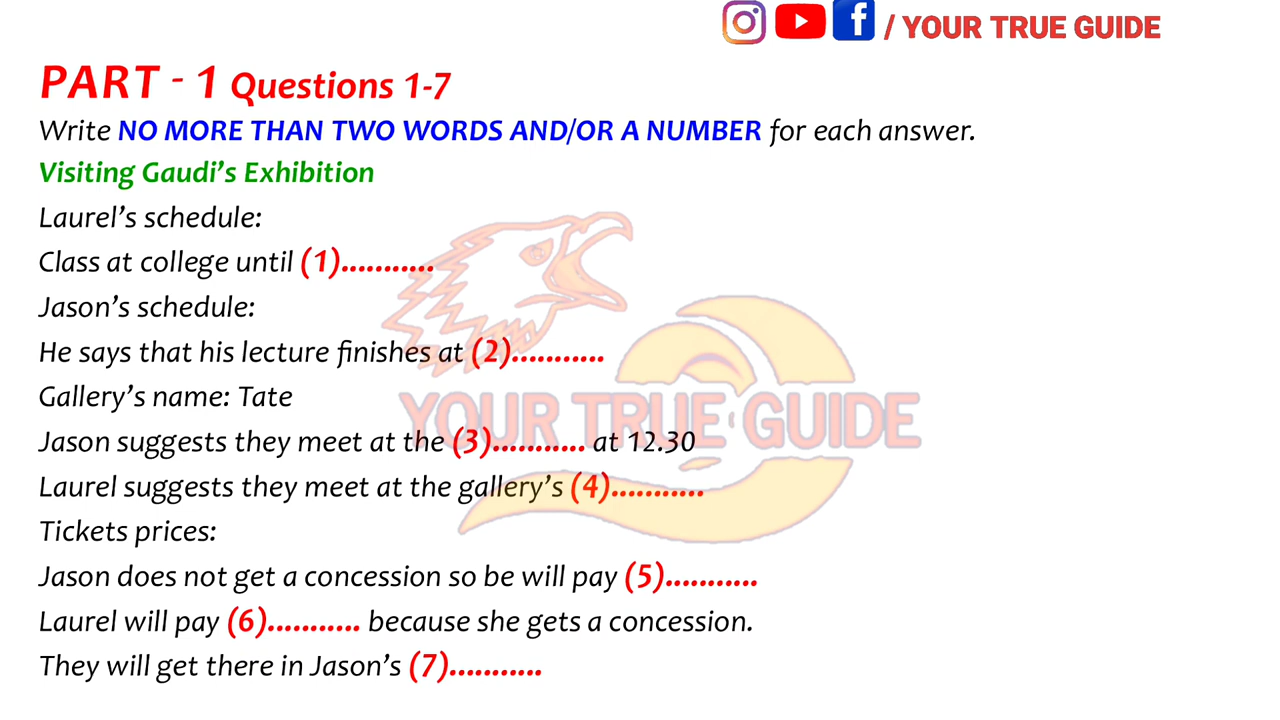 / YOUR TRUE GUIDE
PART - 1 Questions 1-7
Write NO MORE THAN TWO WORDS AND/OR A NUMBER for each answer.
Visiting Gaudi's Exhibition
Laurel's schedule:
Class at college until (1)...........
Jason's schedule:
He says that his lecture finishes at (2)...........
Gallery's name: Tate
YOUR TRUE GUIDE
Jason suggests they meet at the (3)........... at 12.30
Laurel suggests they meet at the gallery's (4)...........
Tickets prices:
Jason does not get a concession so be will pay (5)...........
Laurel will pay (6)........... because she gets a concession.
They will get there in Jason's (7)...........